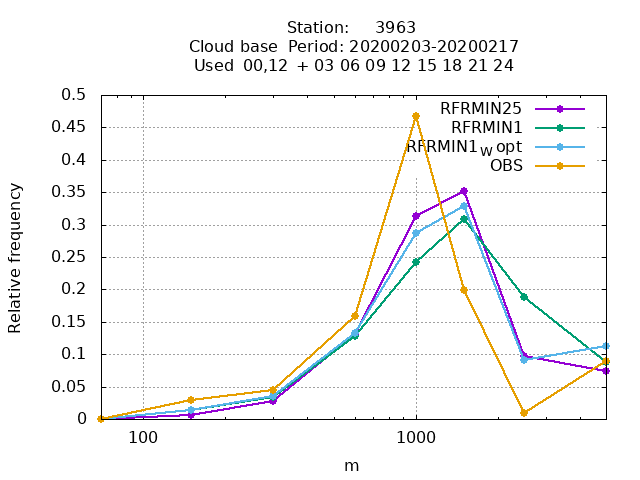 Station: 3963
Cloud base Period: 20200203-20200217
Used 00,12 + 03 06 09 12 15 18 21 24
0.5
0.45
0.4
0.35
0.3
0.25
0.2
0.15
0.1
0.05
0
Relative frequency
RFRMIN25
RFRMIN1
RFRMIN1w opt
OBS
100
1000
m